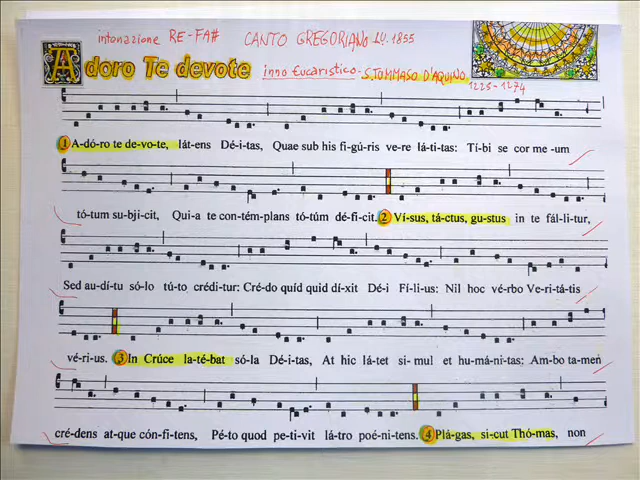 intonazione RE-FA# CANTO GREGORIANO LU. 1855
Adoro Te devote inno Eucaristico - S.TOMMASO D'AQUINO
1225-1274
1 A-dó-ro te de-vo-te, lát-ens Dé-i-tas, Quae sub his fi-gú-ris ve-re lá-ti-tas: Tí-bi se cor me-um
tó-tum su-bji-cit, Qui-a te con-tém-plans tó-túm dé-fi-cit. 2 Ví-sus, tá-ctus, gu-stus in te fál-li-tur,
Sed au-dí-tu só-lo tú-to crédi-tur: Cré-do quíd quid dí-xit Dé-i Fí-li-us: Nil hoc vé-rbo Ve-ri-tá-tis
vé-ri-us. 3 In Crúce la-té-bat só-la Dé-i-tas, At hic lá-tet si-mul et hu-má-ni-tas: Am-bo ta-men
cré-dens at-que cón-fi-tens, Pé-to quod pe-ti-vit lá-tro poé-ni-tens. 4 Plá-gas, si-cut Thó-mas, non